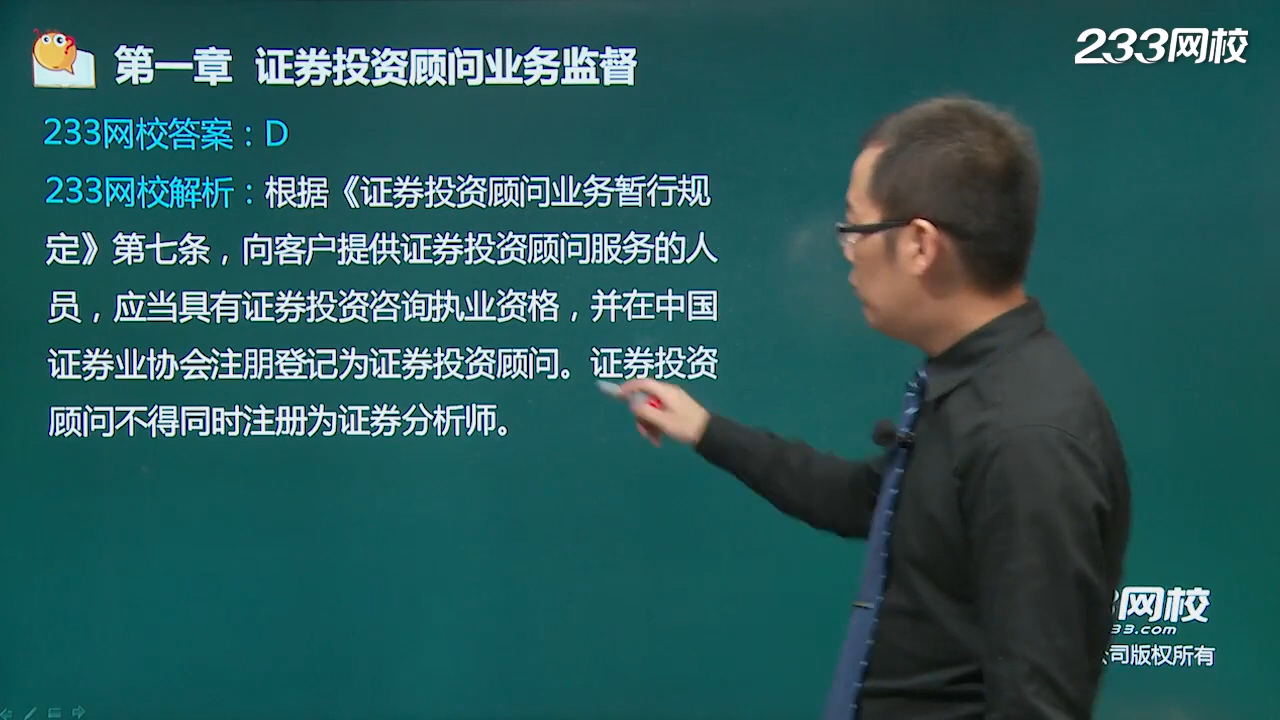 233网校
第一章 证券投资顾问业务监督
233网校答案：D
233网校解析：根据《证券投资顾问业务暂行规
定》第七条，向客户提供证券投资顾问服务的人
员，应当具有证券投资咨询执业资格，并在中国
证券业协会注册登记为证券投资顾问。证券投资
顾问不得同时注册为证券分析师。
网校
33.com
司版权所有